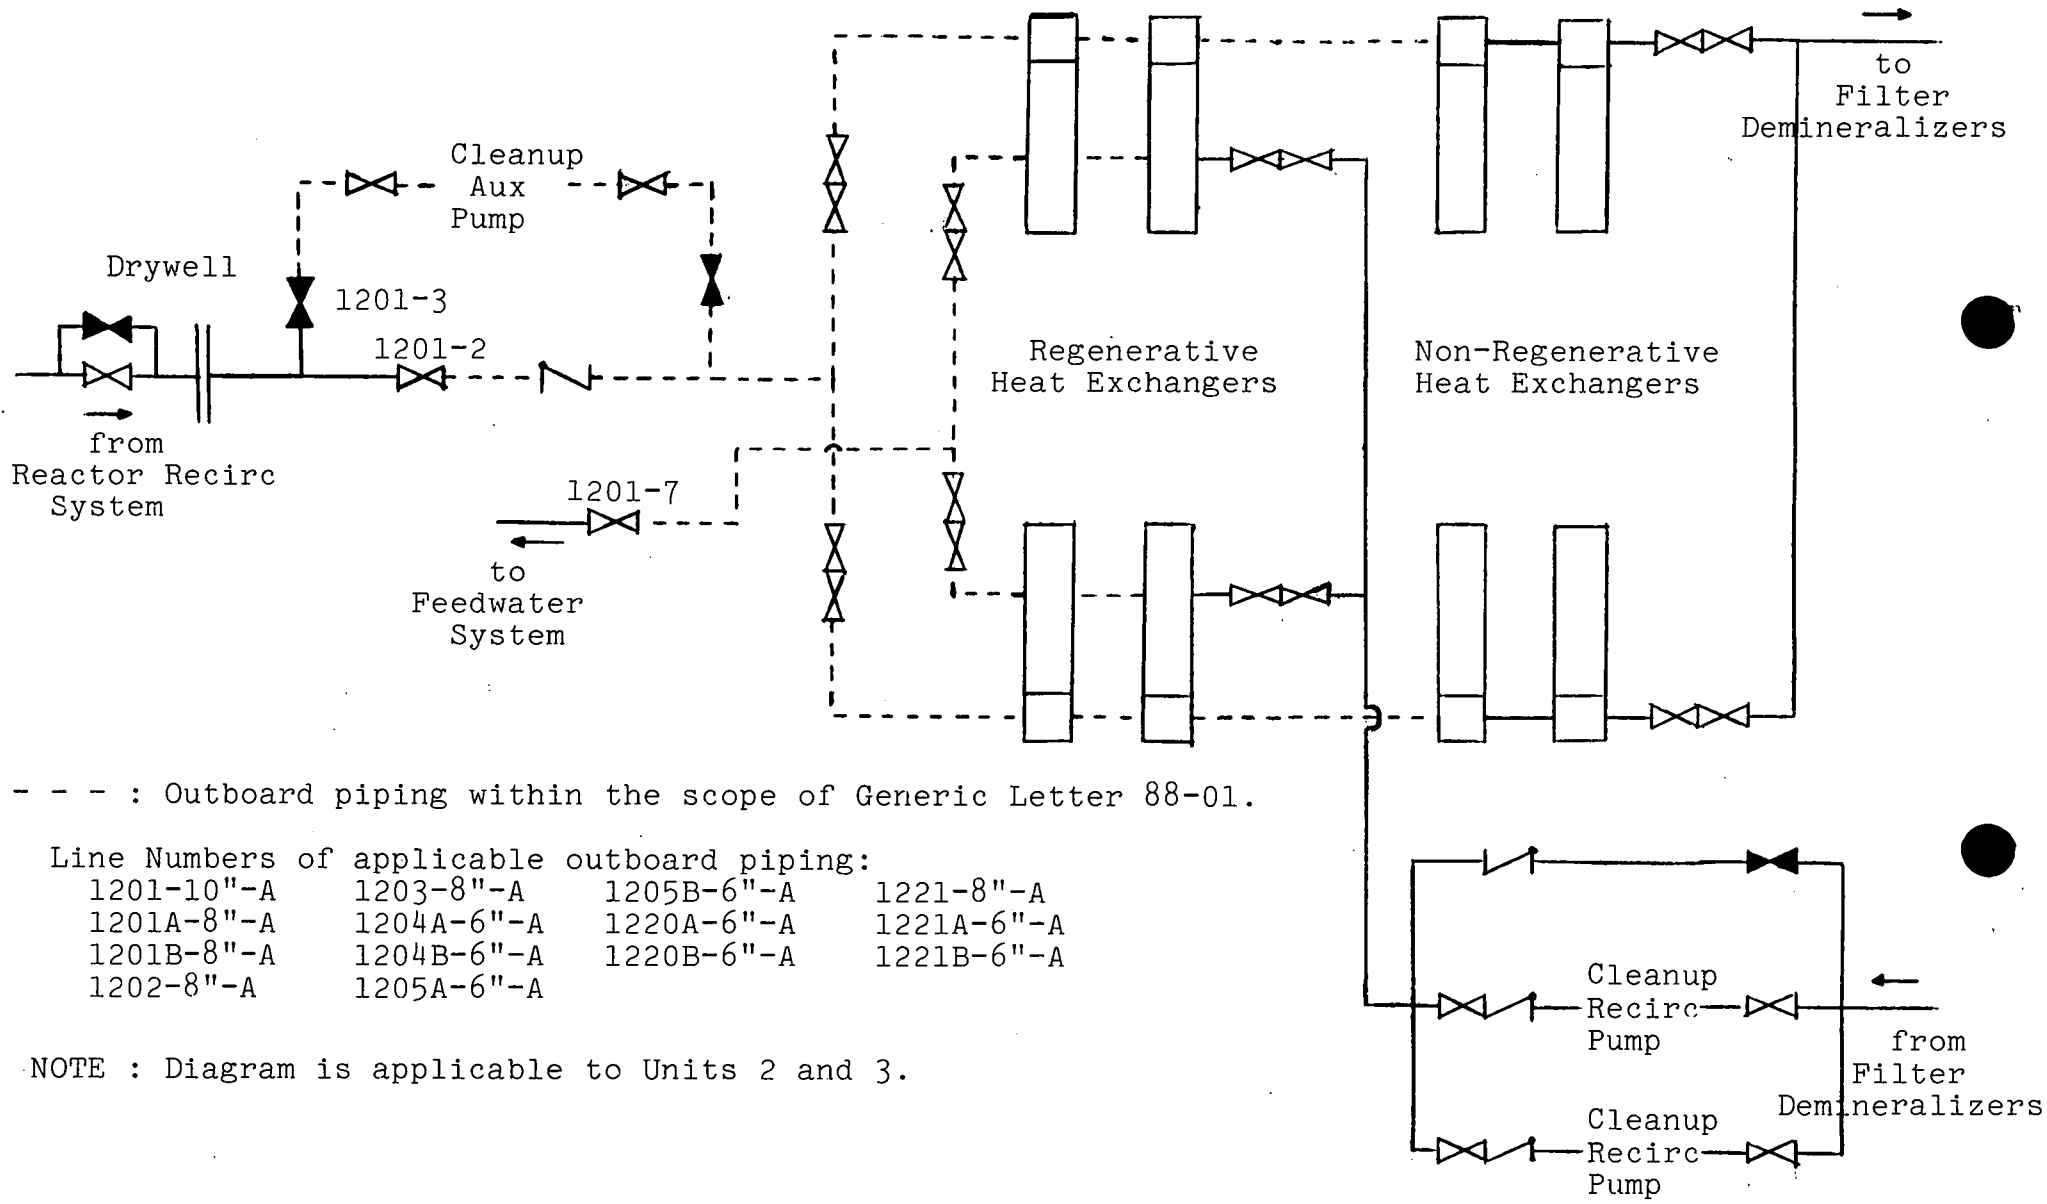 to
Filter
Demineralizers
Cleanup
Aux
Pump
Drywell
1201-3
1201-2
from
Reactor Recirc
System
Regenerative
Heat Exchangers
Non-Regenerative
Heat Exchangers
1201-7
to
Feedwater
System
- - - : Outboard piping within the scope of Generic Letter 88-01.
Line Numbers of applicable outboard piping:
1201-10"-A 1203-8"-A 1205B-6"-A 1221-8"-A
1201A-8"-A 1204A-6"-A 1220A-6"-A 1221A-6"-A
1201B-8"-A 1204B-6"-A 1220B-6"-A 1221B-6"-A
1202-8"-A 1205A-6"-A
NOTE : Diagram is applicable to Units 2 and 3.
Cleanup
Recirc
Pump
from
Filter
Demineralizers
Cleanup
Recirc
Pump